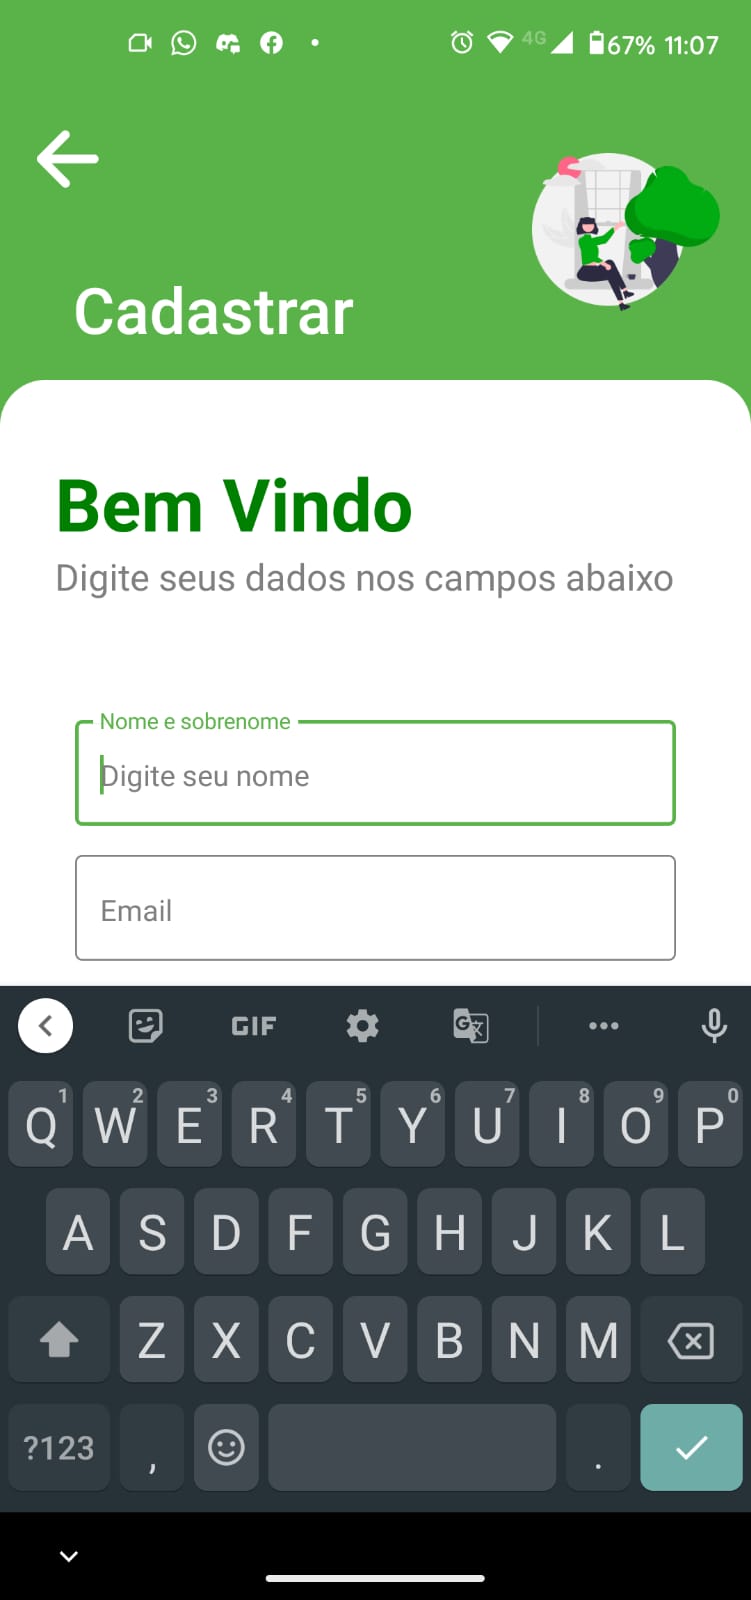 4G 67% 11:07
Cadastrar
Bem Vindo
Digite seus dados nos campos abaixo
Nome e sobrenome
Digite seu nome
Email
GIF G
1 2 3 4 5 6 7 8 9 0
Q W E R T Y U I O P
A S D F G H J K L
Z X C V B N M
?123 , .